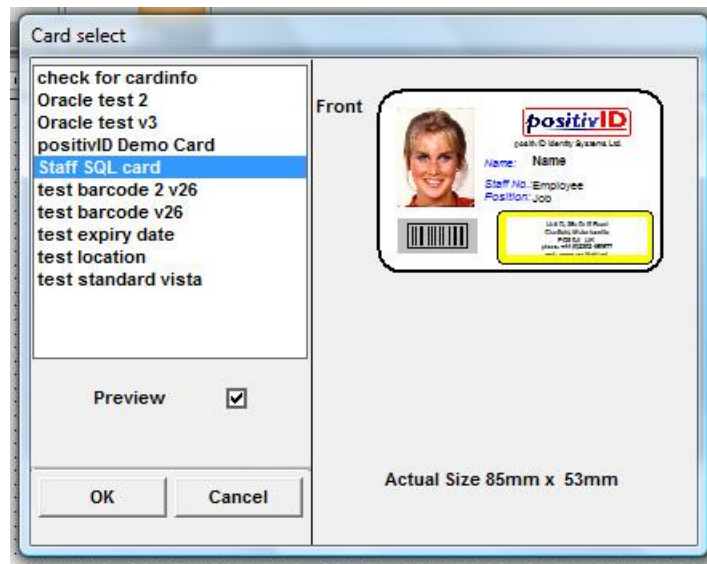 Card select
check for cardinfo
Oracle test 2
Oracle test v3
positivID Demo Card
Staff SQL card
test barcode 2 v26
test barcode v26
test expiry date
test location
test standard vista
Preview
OK
Cancel
Front
positivID
positivID Identity Systems Ltd.
Name: Name
Staff No.: Employee
Position: Job
Actual Size 85mm x 53mm